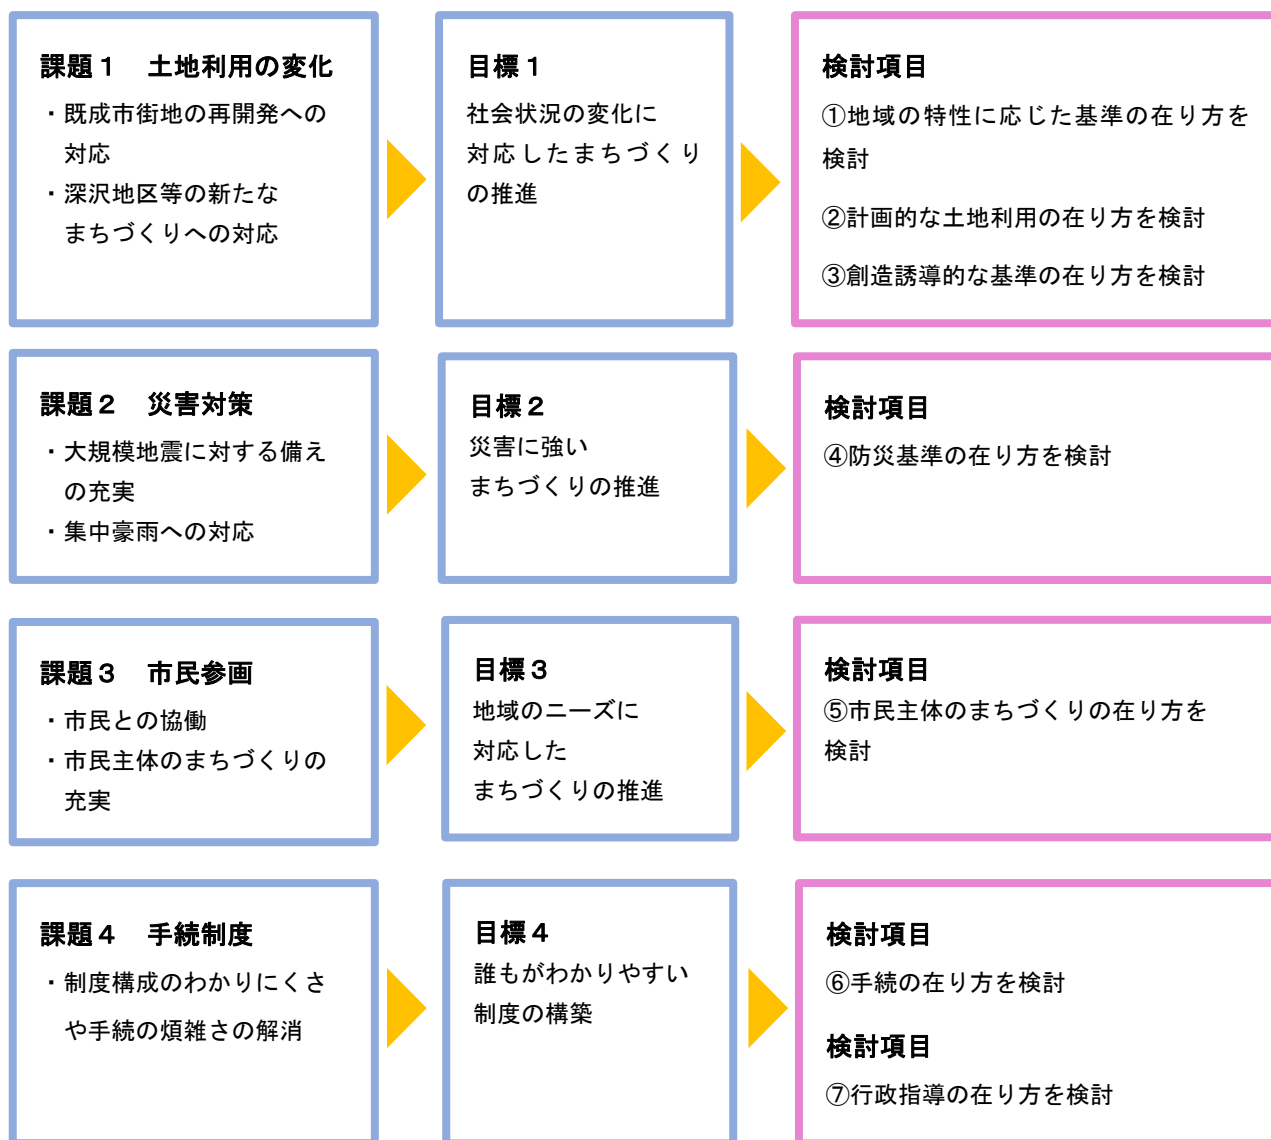 課題１　土地利用の変化
・既成市街地の再開発への
対応
・深沢地区等の新たな
まちづくりへの対応
目標１
社会状況の変化に
対応したまちづくり
の推進
検討項目
①地域の特性に応じた基準の在り方を
検討
②計画的な土地利用の在り方を検討
③創造誘導的な基準の在り方を検討
課題２　災害対策
・大規模地震に対する備え
の充実
・集中豪雨への対応
目標２
災害に強い
まちづくりの推進
検討項目
④防災基準の在り方を検討
課題３　市民参画
・市民との協働
・市民主体のまちづくりの
充実
目標３
地域のニーズに
対応した
まちづくりの推進
検討項目
⑤市民主体のまちづくりの在り方を
検討
課題４　手続制度
・制度構成のわかりにくさ
や手続の煩雑さの解消
目標４
誰もがわかりやすい
制度の構築
検討項目
⑥手続の在り方を検討
検討項目
⑦行政指導の在り方を検討